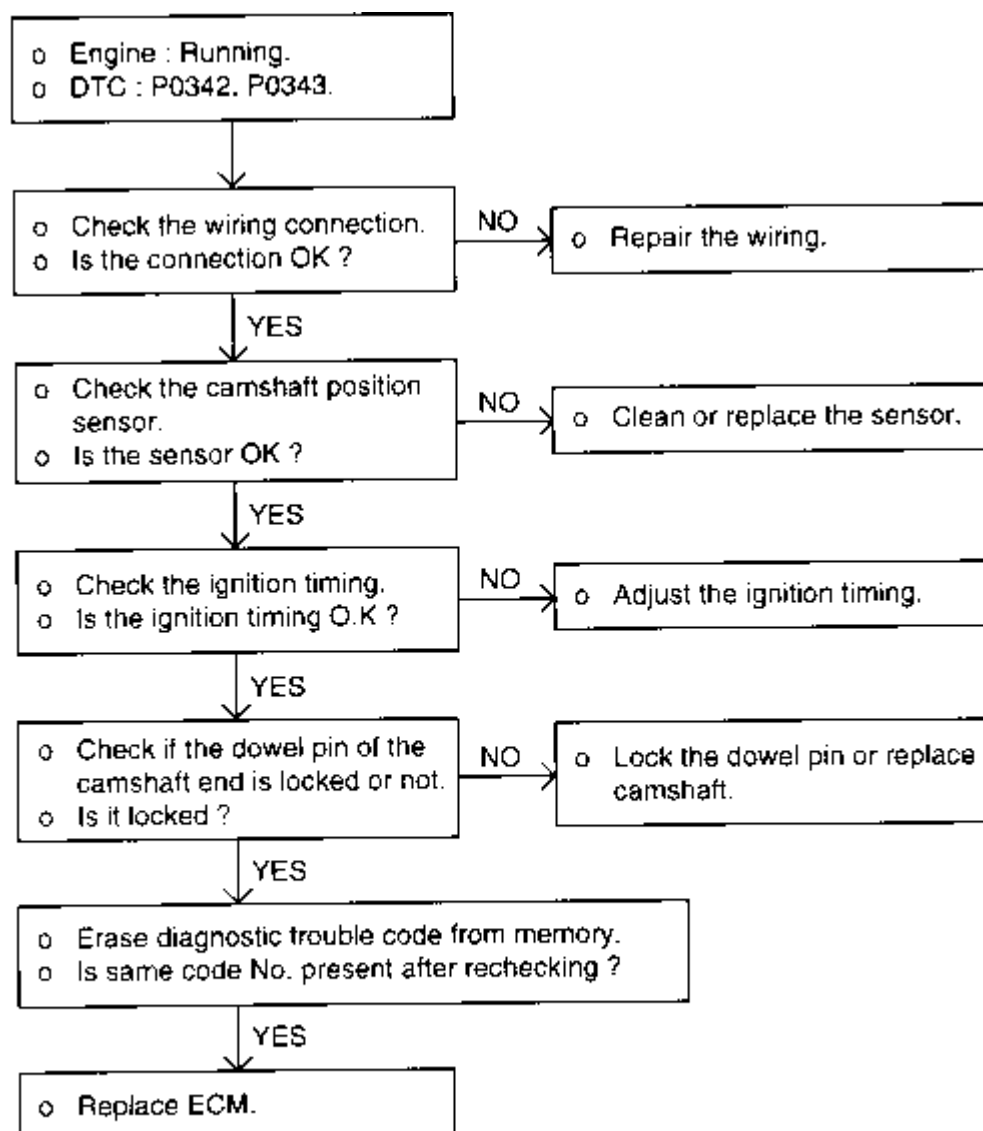 o Engine : Running.
o DTC : P0342. P0343.
o Check the wiring connection.
o Is the connection OK ?
NO
o Repair the wiring.
YES
o Check the camshaft position
sensor.
o Is the sensor OK ?
NO
o Clean or replace the sensor.
YES
o Check the ignition timing.
o Is the ignition timing O.K ?
NO
o Adjust the ignition timing.
YES
o Check if the dowel pin of the
camshaft end is locked or not.
o Is it locked ?
NO
o Lock the dowel pin or replace
camshaft.
YES
o Erase diagnostic trouble code from memory.
o Is same code No. present after rechecking ?
YES
o Replace ECM.